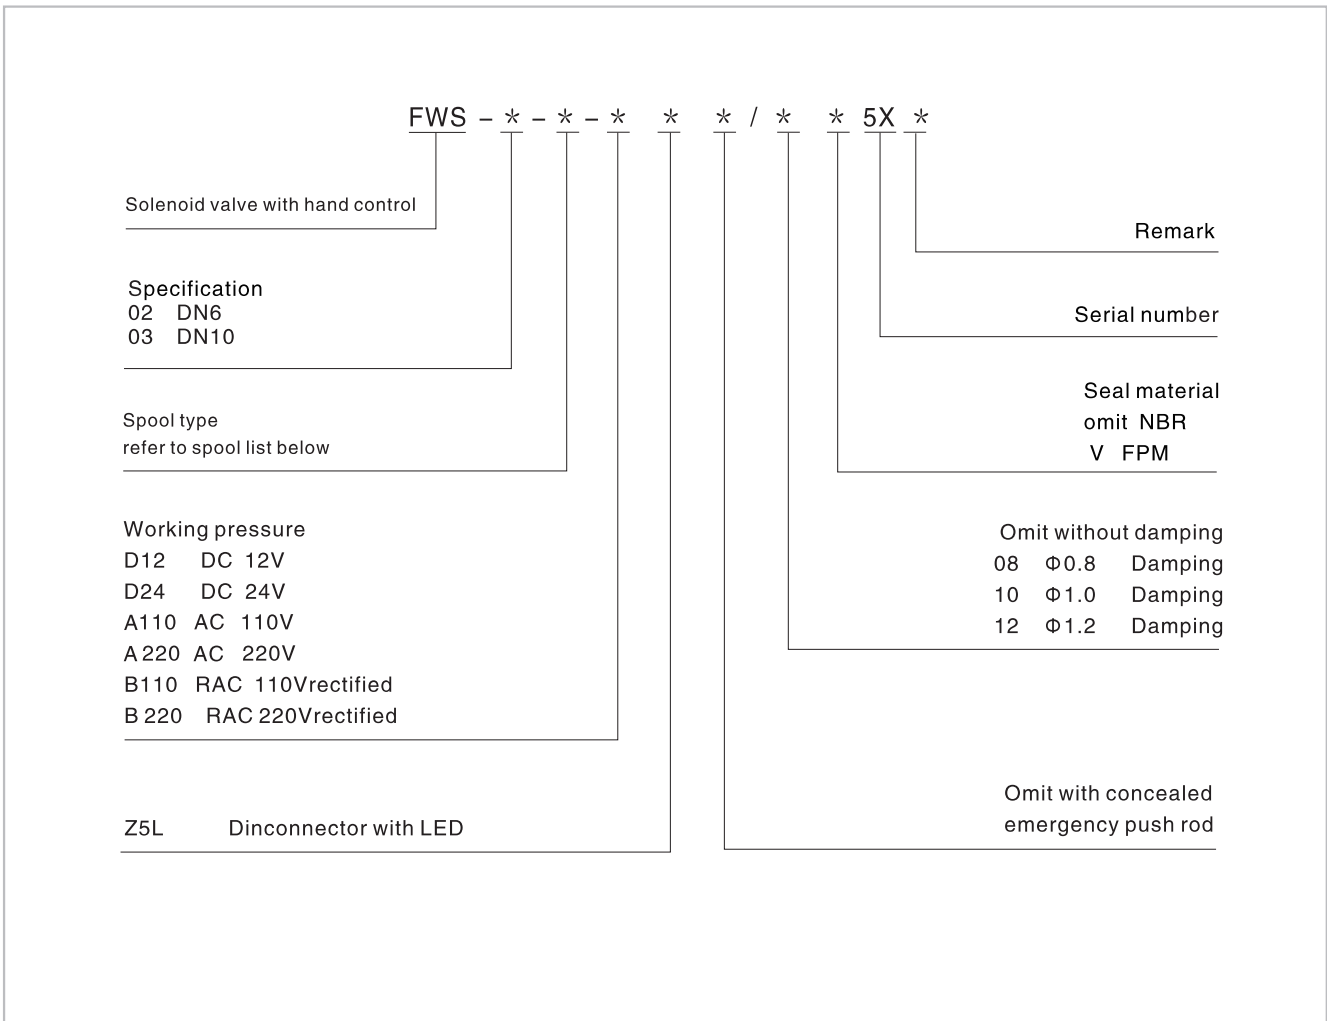 FWS - * - * - * * * / * * 5X *
Solenoid valve with hand control
Specification
02 DN6
03 DN10
Spool type
refer to spool list below
Working pressure
D12 DC 12V
D24 DC 24V
A110 AC 110V
A 220 AC 220V
B110 RAC 110Vrectified
B 220 RAC 220Vrectified
Z5L Dinconnector with LED
Remark
Serial number
Seal material
omit NBR
V FPM
Omit without damping
08 Φ0.8 Damping
10 Φ1.0 Damping
12 Φ1.2 Damping
Omit with concealed
emergency push rod